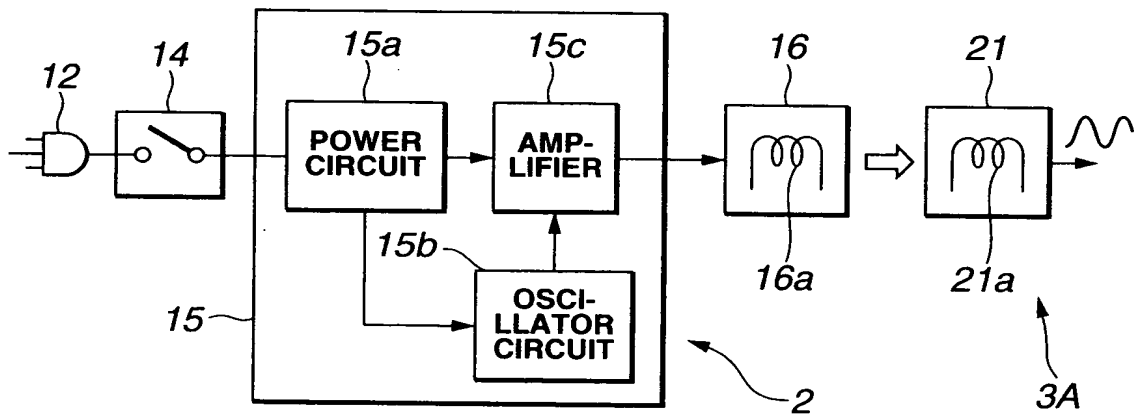 12
14
15a
15c
16
21
POWER
CIRCUIT
AMP-
LIFIER
15b
OSCI-
LLATOR
CIRCUIT
16a
21a
15
2
3A